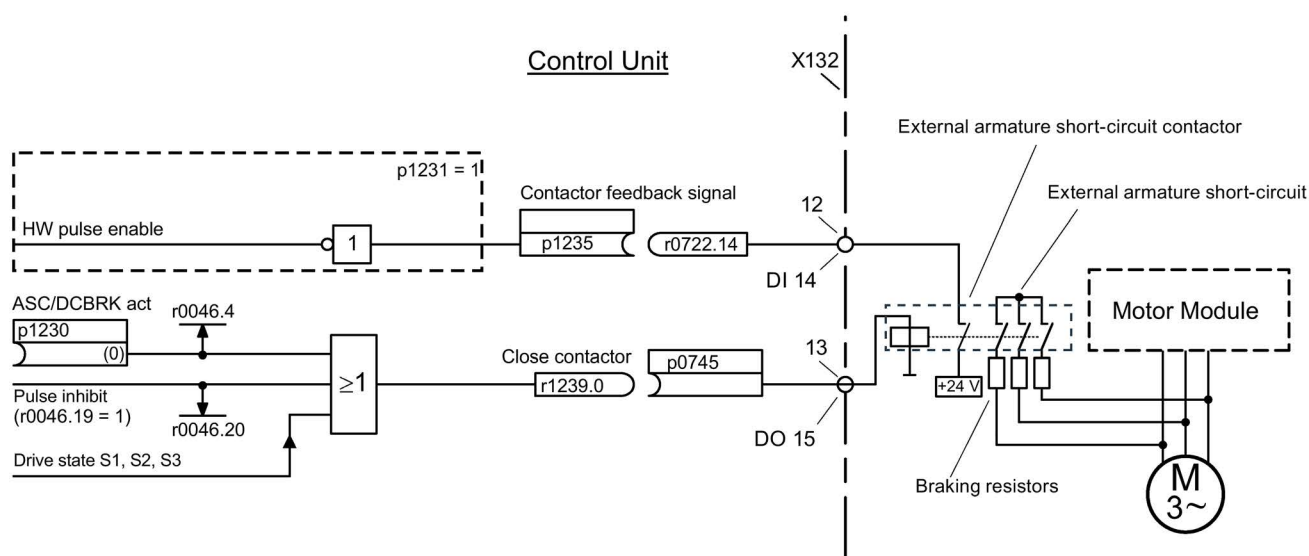 Control Unit
X132
External armature short-circuit contactor
p1231 = 1
Contactor feedback signal
12
External armature short-circuit
HW pulse enable
1
p1235
r0722.14
DI 14
ASC/DCBRK act
r0046.4
Motor Module
p1230
(0)
Close contactor
p0745
13
≥1
r1239.0
+24 V
Pulse inhibit
(r0046.19 = 1)
r0046.20
DO 15
Drive state S1, S2, S3
Braking resistors
M
3~